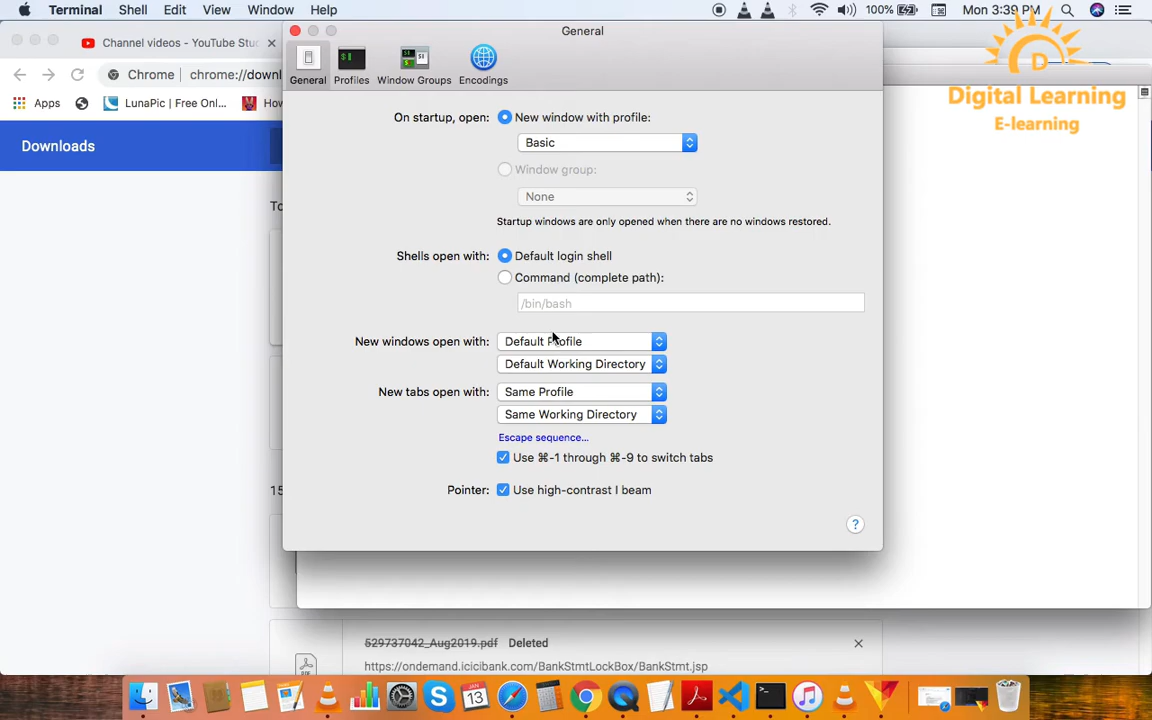 Terminal Shell Edit View Window Help 100% Mon 3:39 PM
Channel videos - YouTube Stu
General
Chrome chrome://downl
General Profiles Window Groups Encodings
Apps LunaPic | Free Onl... How
Digital Learning
E-learning
Downloads
On startup, open: New window with profile:
Basic
Window group:
None
Startup windows are only opened when there are no windows restored.
Shells open with: Default login shell
Command (complete path):
/bin/bash
New windows open with: Default Profile
Default Working Directory
New tabs open with: Same Profile
Same Working Directory
Escape sequence...
Use ⌘-1 through ⌘-9 to switch tabs
Pointer: Use high-contrast I beam
?
529737042_Aug2019.pdf Deleted
https://ondemand.icicibank.com/BankStmtLockBox/BankStmt.jsp